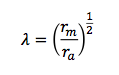 λ = (r_m / r_a)^{1/2}